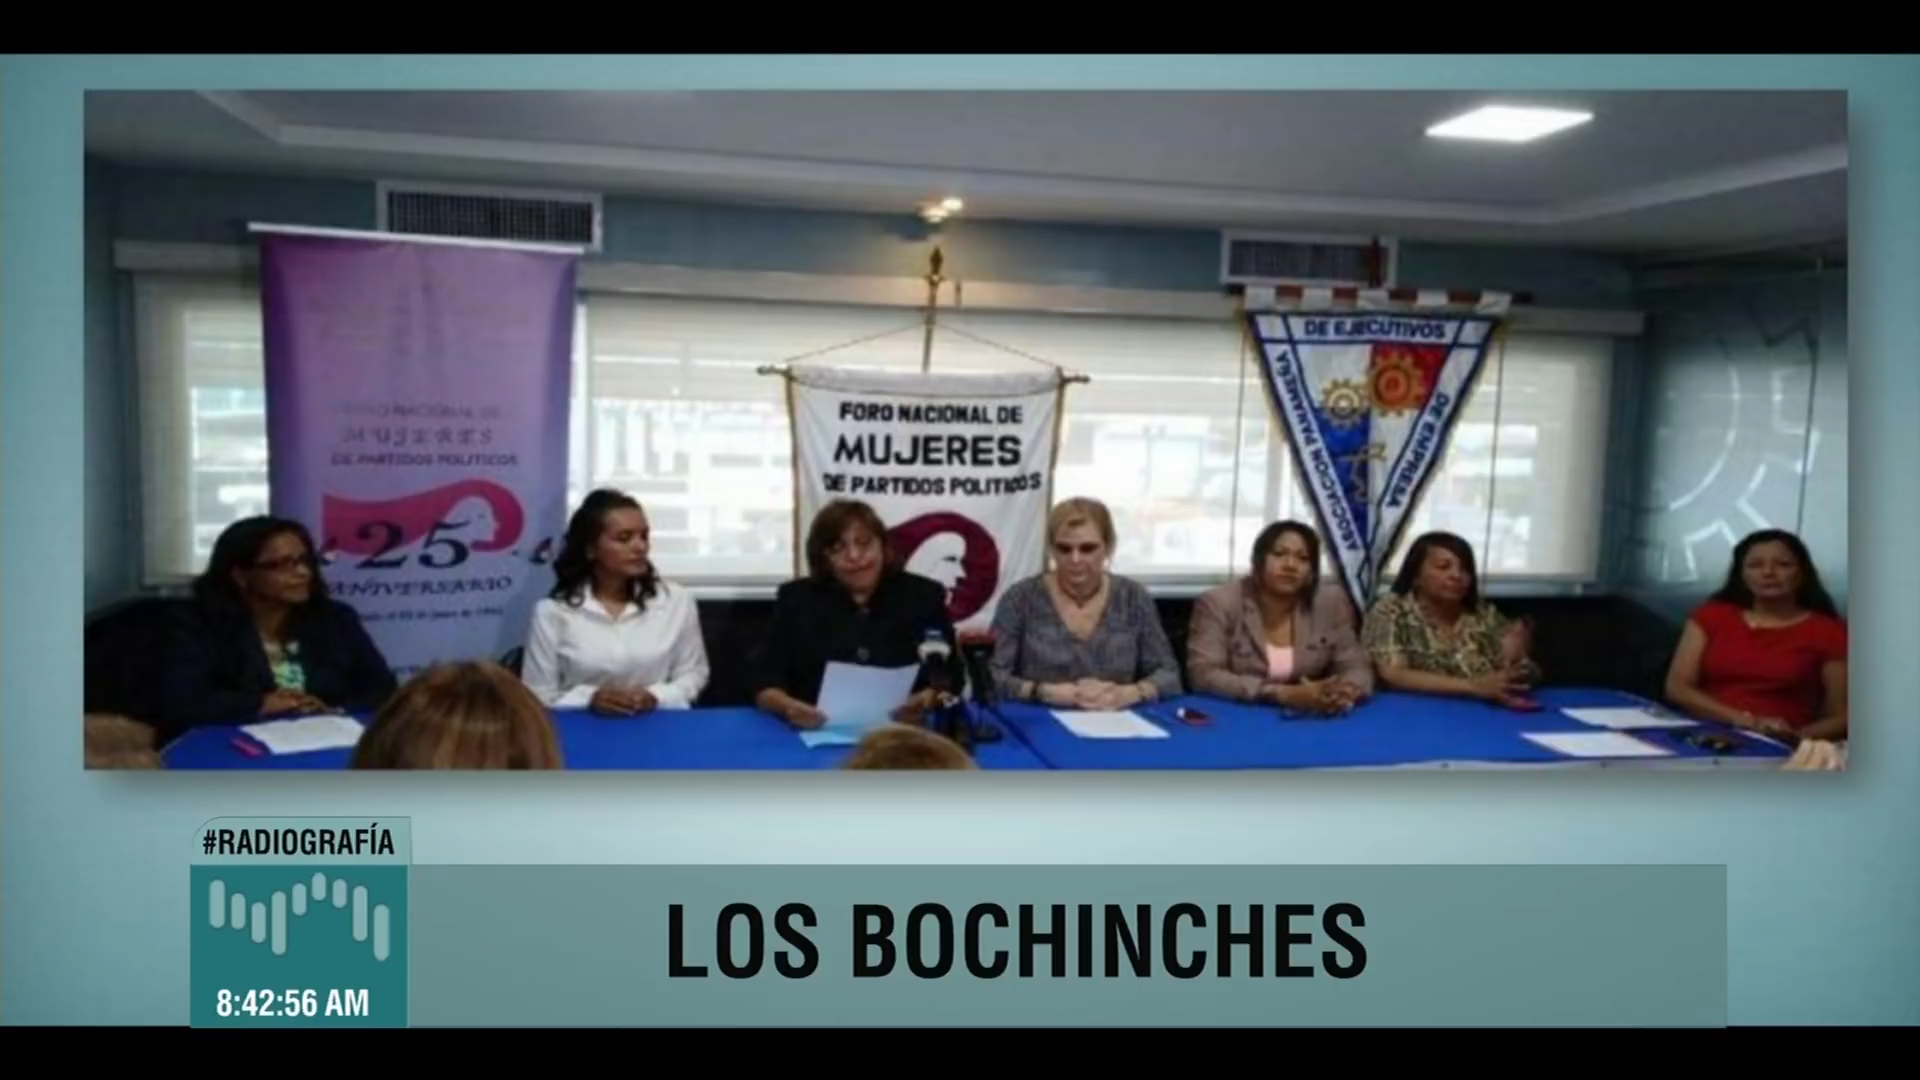 FORO NACIONAL DE
MUJERES
DE PARTIDOS POLITICOS
25
ANIVERSARIO
FORO NACIONAL DE
MUJERES
DE PARTIDOS POLITICOS
DE EJECUTIVOS
DE EMPRESA
ASOCIACION PANAMEÑA
#RADIOGRAFÍA
LOS BOCHINCHES
8:42:56 AM